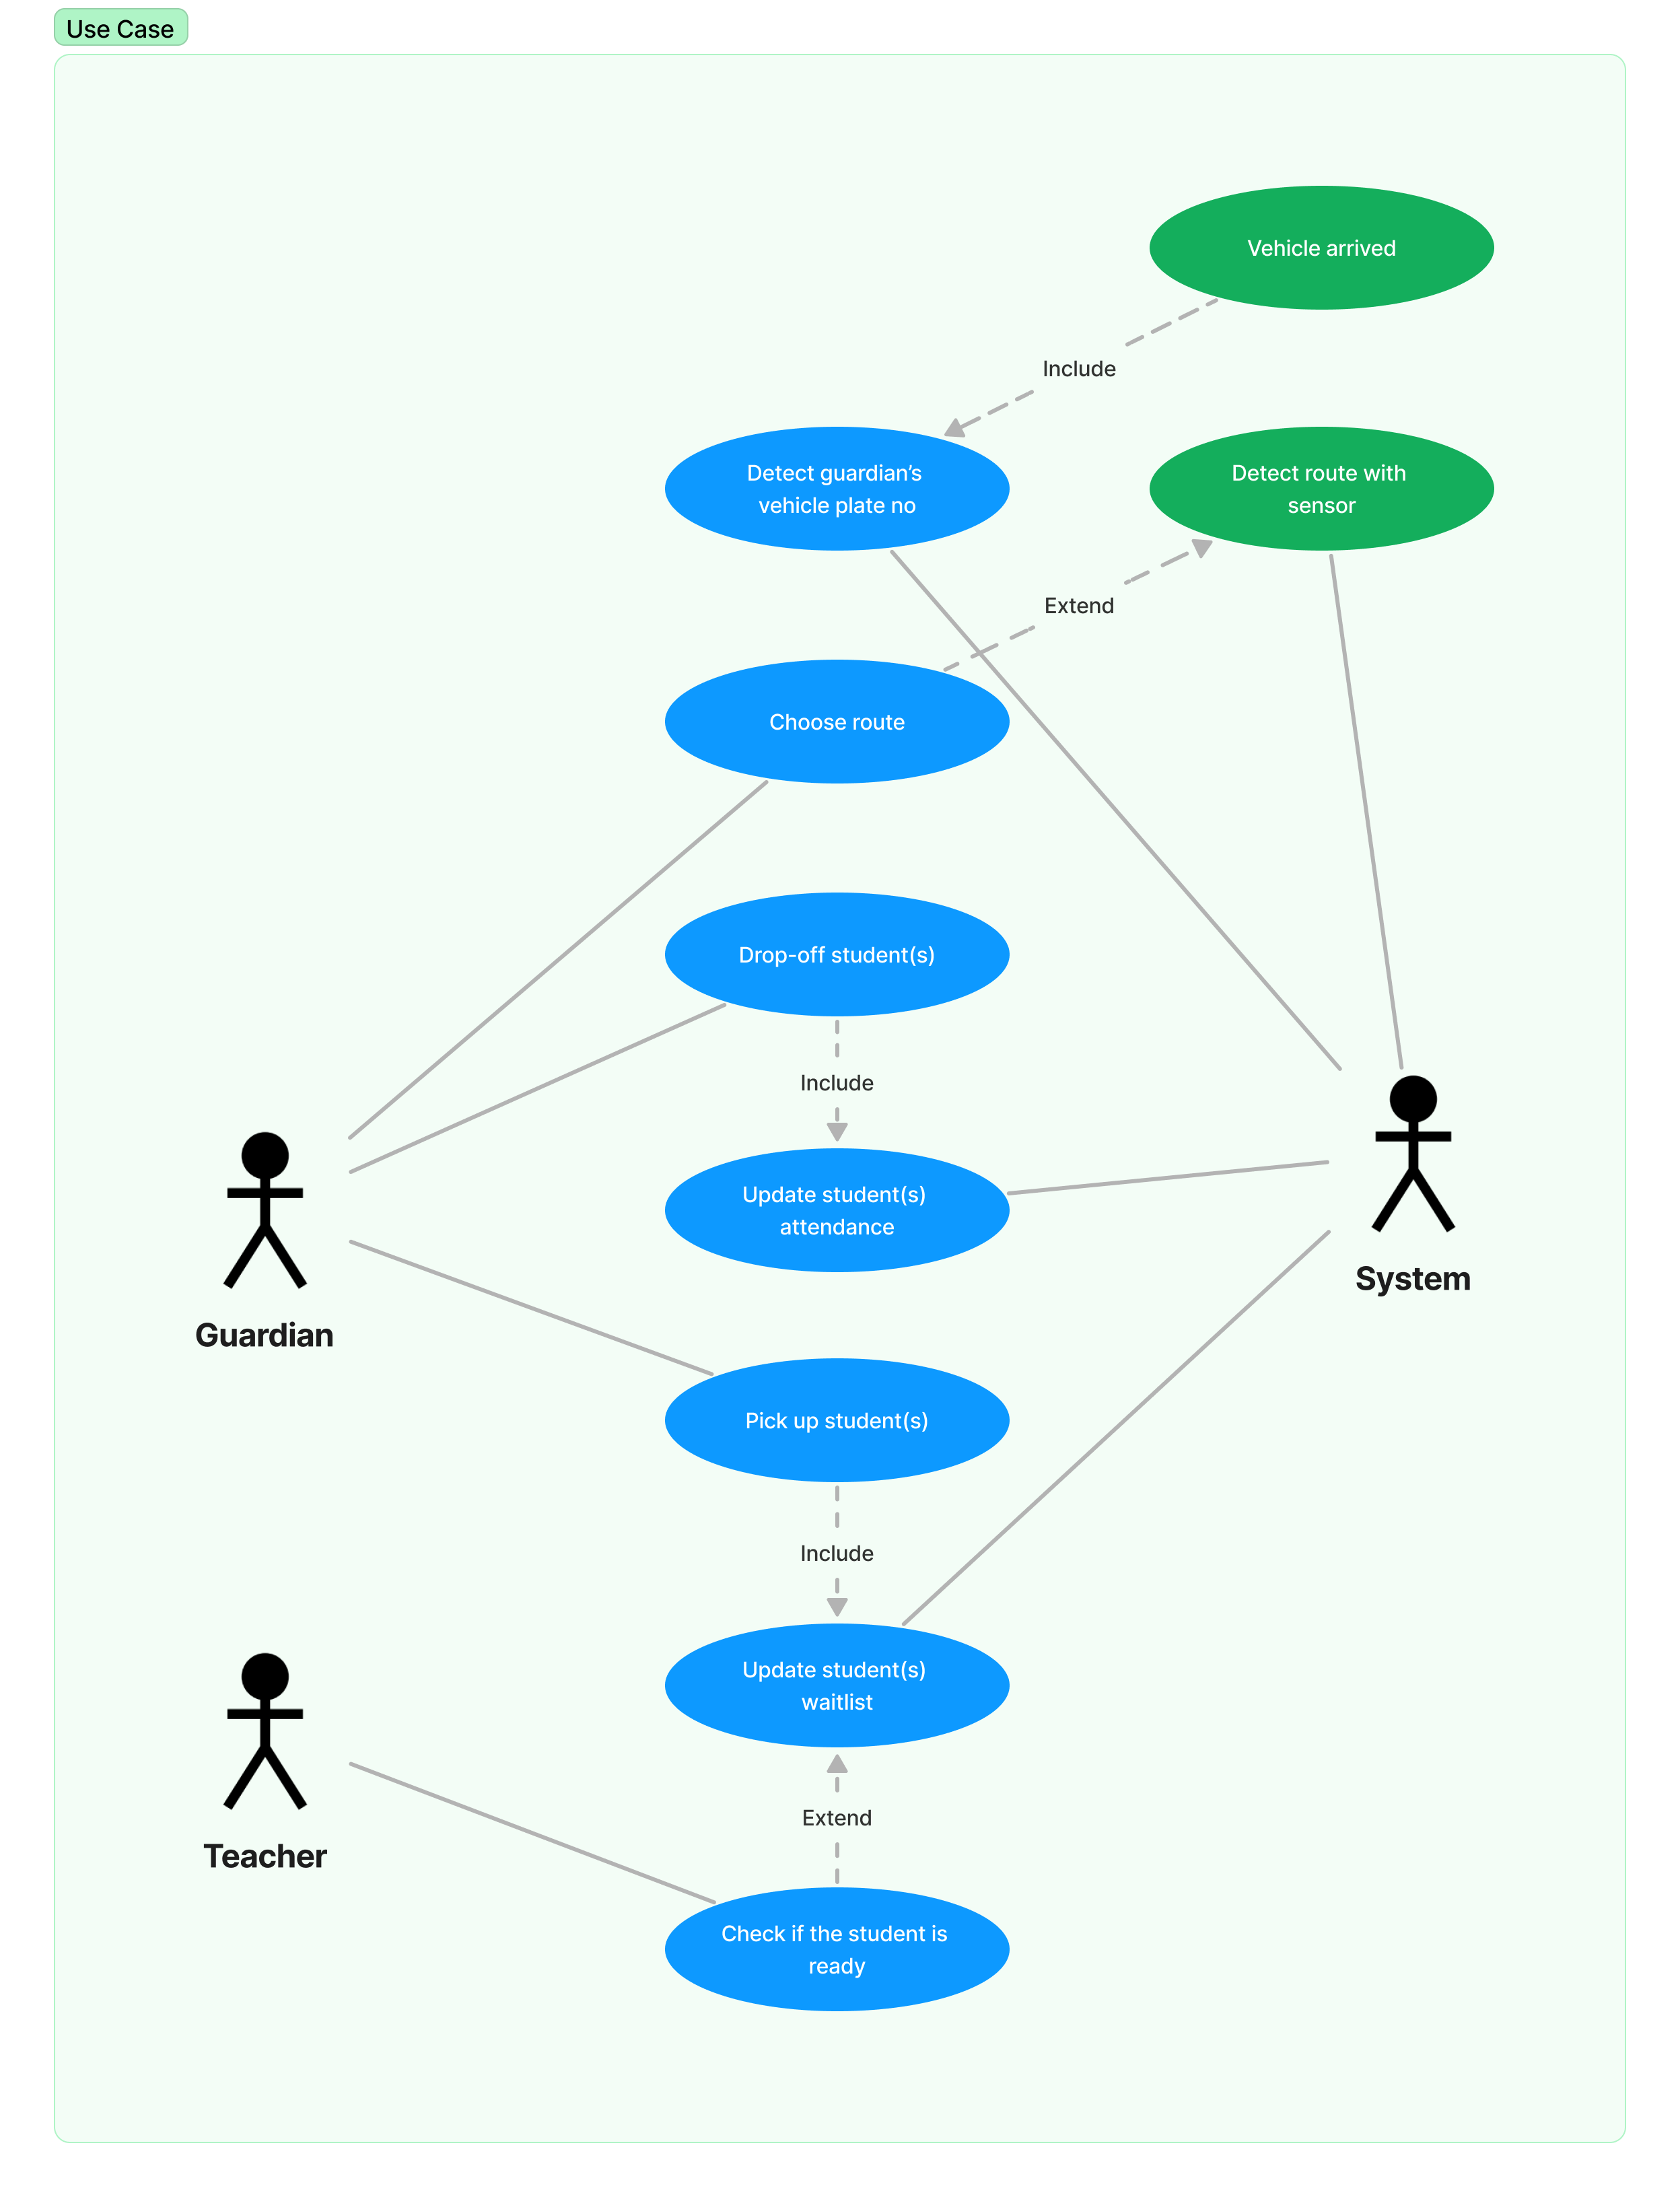 Use Case
Vehicle arrived
Include
Detect guardian’s
vehicle plate no
Detect route with
sensor
Extend
Choose route
Drop-off student(s)
Include
Update student(s)
attendance
System
Guardian
Pick up student(s)
Include
Update student(s)
waitlist
Extend
Teacher
Check if the student is
ready